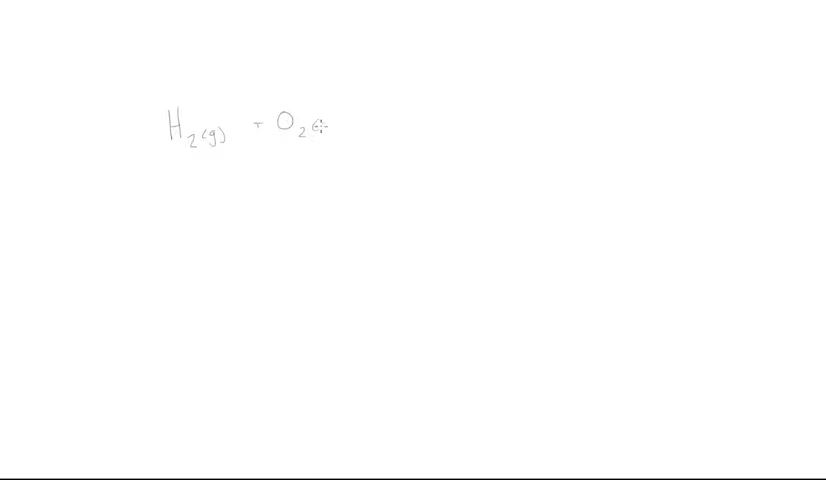 H₂(g) + O₂ (